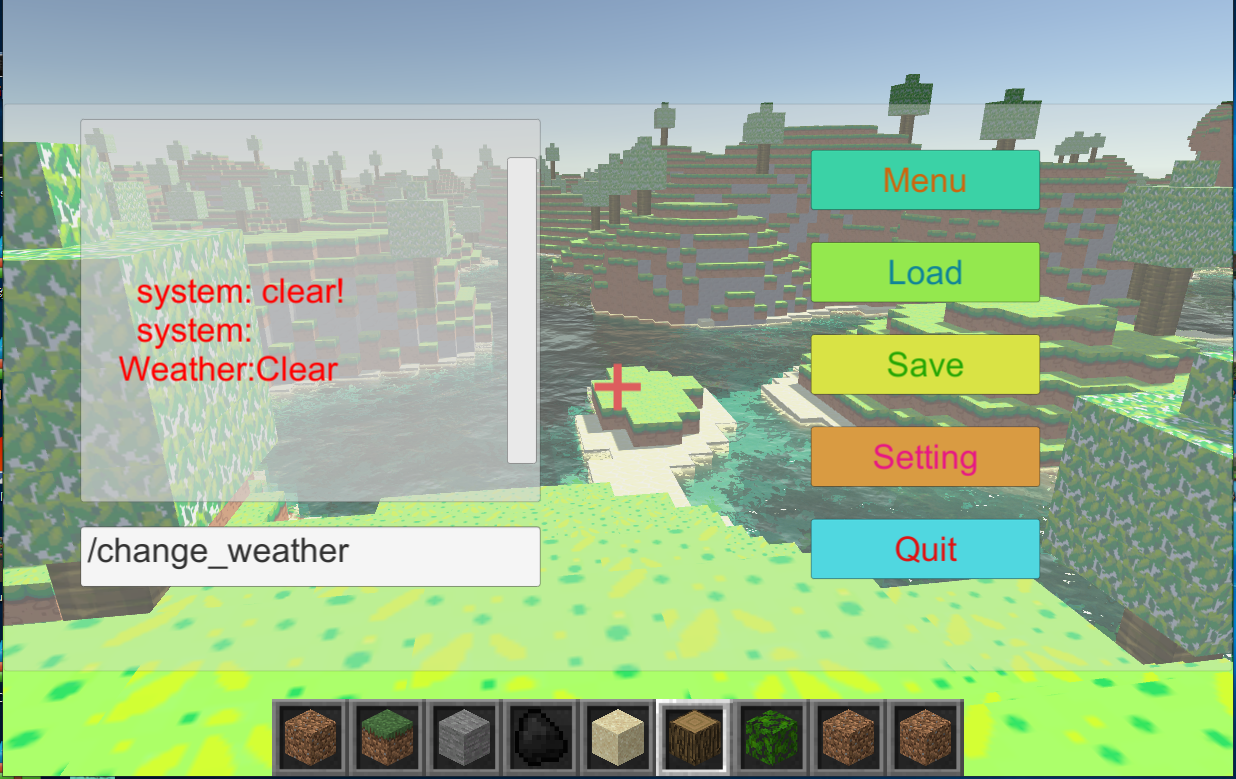 system: clear!
system:
Weather:Clear
/change_weather
Menu
Load
Save
Setting
Quit